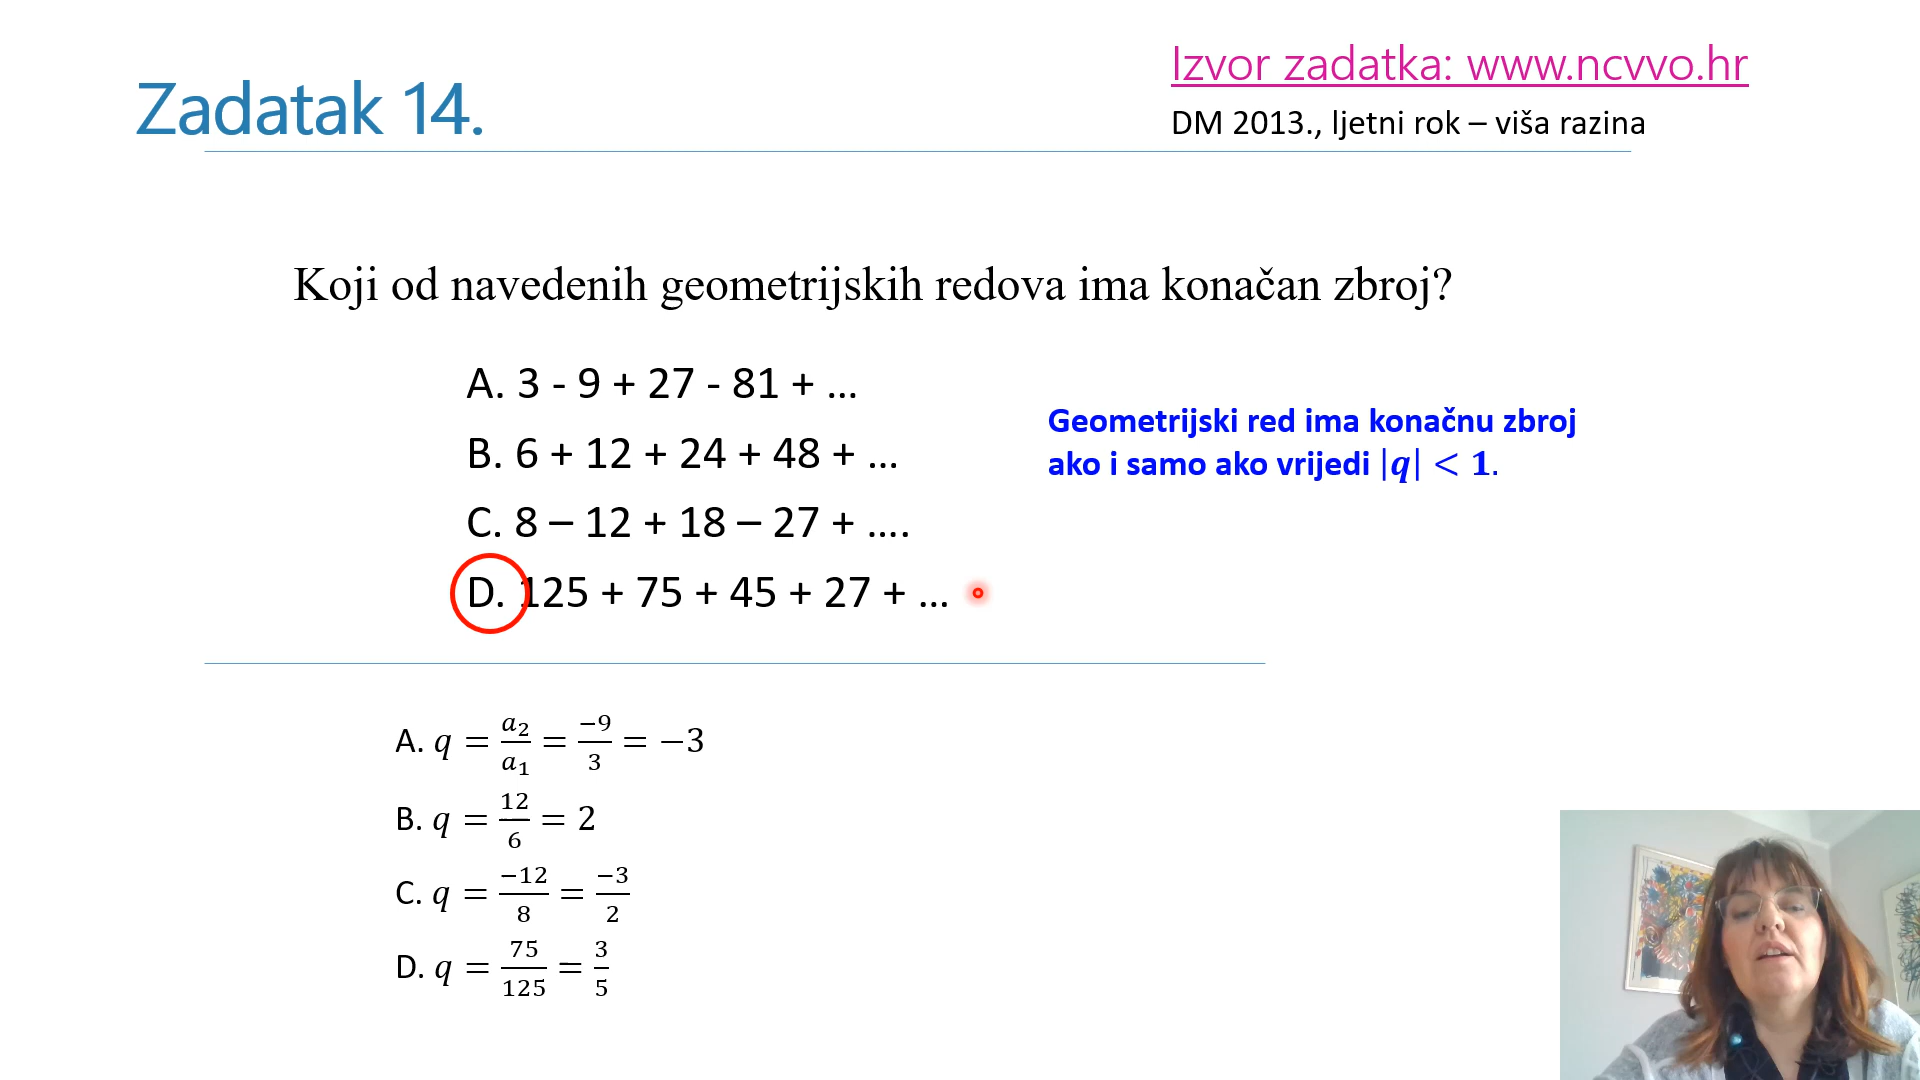 Zadatak 14.
Izvor zadatka: www.ncvvo.hr
DM 2013., ljetni rok – viša razina
Koji od navedenih geometrijskih redova ima konačan zbroj?
A. 3 - 9 + 27 - 81 + ...
B. 6 + 12 + 24 + 48 + ...
C. 8 – 12 + 18 – 27 + ....
D. 125 + 75 + 45 + 27 + ...
Geometrijski red ima konačnu zbroj
ako i samo ako vrijedi |q| < 1.
A. q = a₂/a₁ = −9/3 = −3
B. q = 12/6 = 2
C. q = −12/8 = −3/2
D. q = 75/125 = 3/5